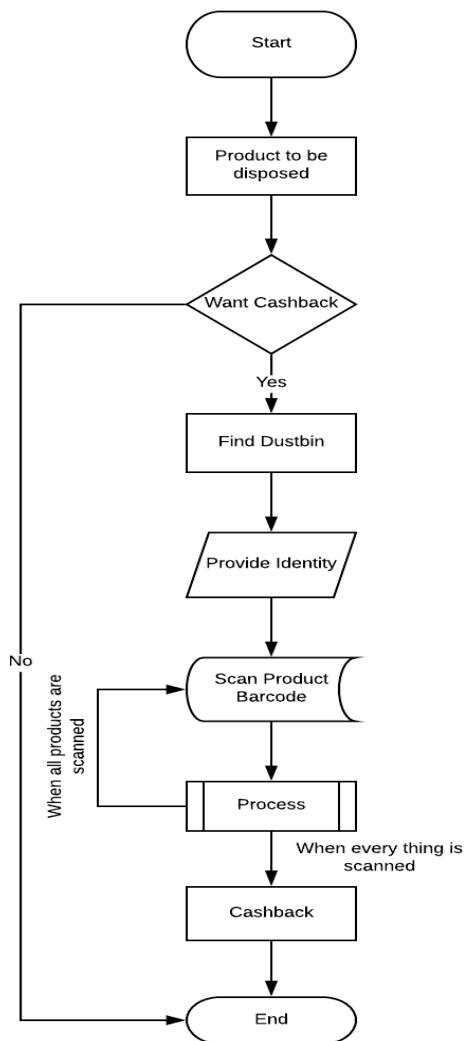 Start
Product to be
disposed
Want Cashback
Yes
Find Dustbin
Provide Identity
No
Scan Product
Barcode
When all products are
scanned
Process
When every thing is
scanned
Cashback
End